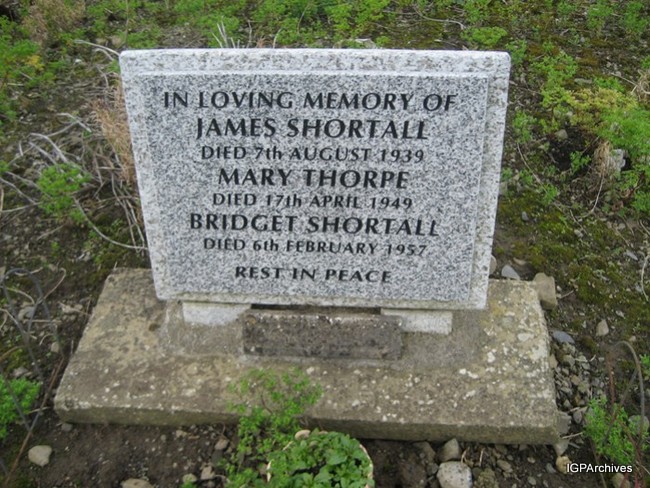 IN LOVING MEMORY OF
JAMES SHORTALL
DIED 7th AUGUST 1939
MARY THORPE
DIED 17th APRIL 1949
BRIDGET SHORTALL
DIED 6th FEBRUARY 1957
REST IN PEACE
IGPArchives